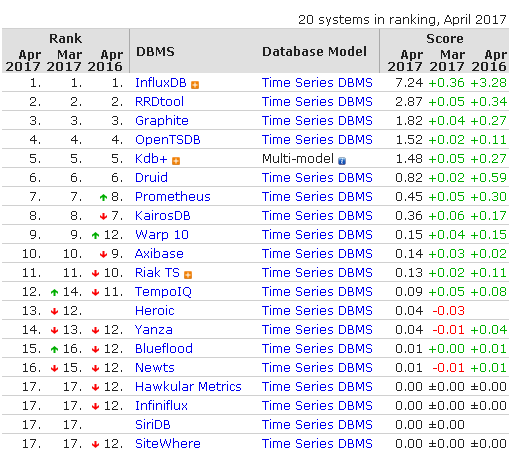 20 systems in ranking, April 2017
Rank Score
Apr 2017 Mar 2017 Apr 2016 DBMS Database Model Apr 2017 Mar 2017 Apr 2016
1. 1. 1. InfluxDB Time Series DBMS 7.24 +0.36 +3.28
2. 2. 2. RRDtool Time Series DBMS 2.87 +0.05 +0.34
3. 3. 3. Graphite Time Series DBMS 1.82 +0.04 +0.27
4. 4. 4. OpenTSDB Time Series DBMS 1.52 +0.02 +0.11
5. 5. 5. Kdb+ Multi-model 1.48 +0.05 +0.27
6. 6. 6. Druid Time Series DBMS 0.82 +0.02 +0.59
7. 7. 8. Prometheus Time Series DBMS 0.45 +0.05 +0.30
8. 8. 7. KairosDB Time Series DBMS 0.36 +0.06 +0.17
9. 9. 12. Warp 10 Time Series DBMS 0.15 +0.04 +0.15
10. 10. 9. Axibase Time Series DBMS 0.14 +0.03 +0.02
11. 11. 10. Riak TS Time Series DBMS 0.13 +0.02 +0.11
12. 14. 11. TempoIQ Time Series DBMS 0.09 +0.05 +0.08
13. 12. Heroic Time Series DBMS 0.04 -0.03
14. 13. 12. Yanza Time Series DBMS 0.04 -0.01 +0.04
15. 16. 12. Blueflood Time Series DBMS 0.01 +0.00 +0.01
16. 15. 12. Newts Time Series DBMS 0.01 -0.01 +0.01
17. 17. 12. Hawkular Metrics Time Series DBMS 0.00 ±0.00 ±0.00
17. 17. 12. Infiniflux Time Series DBMS 0.00 ±0.00 ±0.00
17. 17. SiriDB Time Series DBMS 0.00 ±0.00
17. 17. 12. SiteWhere Time Series DBMS 0.00 ±0.00 ±0.00